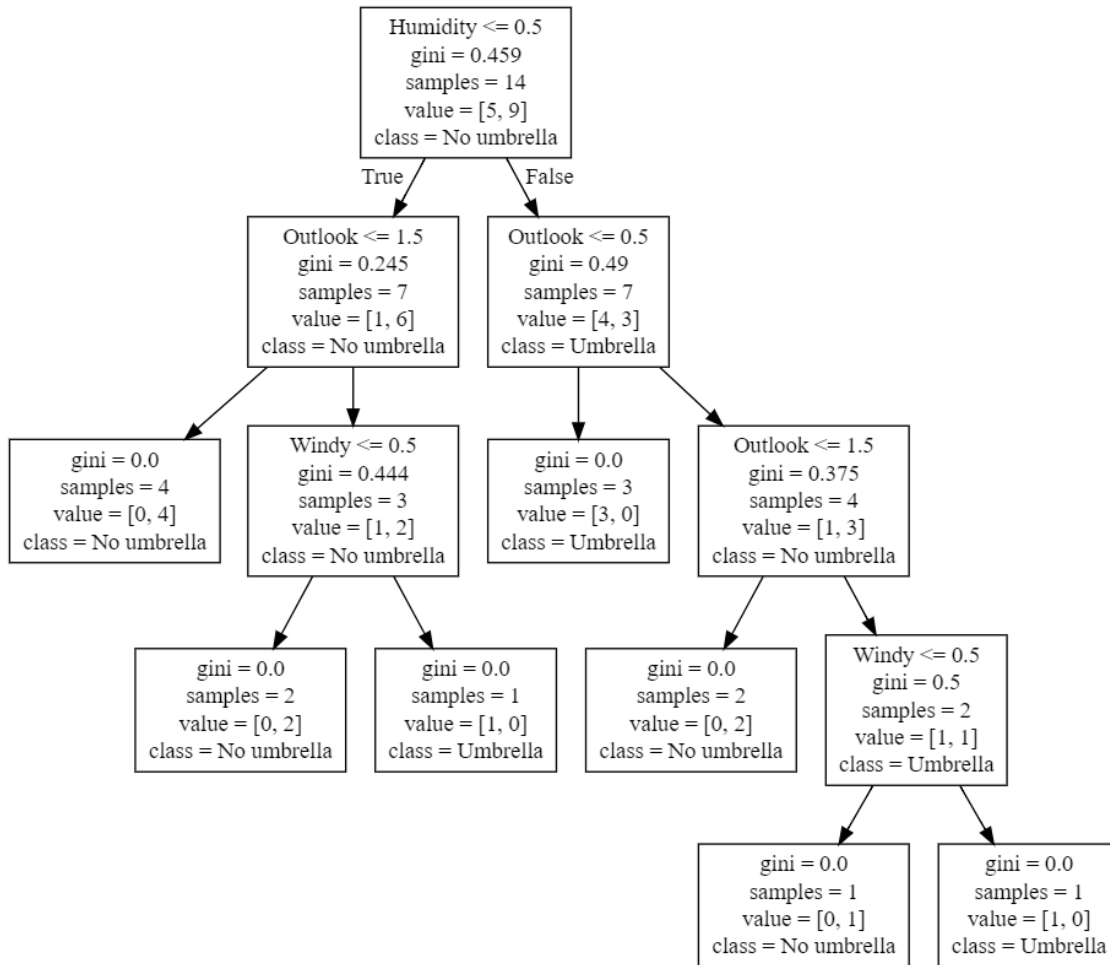 Humidity <= 0.5
gini = 0.459
samples = 14
value = [5, 9]
class = No umbrella
True
False
Outlook <= 1.5
gini = 0.245
samples = 7
value = [1, 6]
class = No umbrella
Outlook <= 0.5
gini = 0.49
samples = 7
value = [4, 3]
class = Umbrella
gini = 0.0
samples = 4
value = [0, 4]
class = No umbrella
Windy <= 0.5
gini = 0.444
samples = 3
value = [1, 2]
class = No umbrella
gini = 0.0
samples = 3
value = [3, 0]
class = Umbrella
Outlook <= 1.5
gini = 0.375
samples = 4
value = [1, 3]
class = No umbrella
gini = 0.0
samples = 2
value = [0, 2]
class = No umbrella
gini = 0.0
samples = 1
value = [1, 0]
class = Umbrella
gini = 0.0
samples = 2
value = [0, 2]
class = No umbrella
Windy <= 0.5
gini = 0.5
samples = 2
value = [1, 1]
class = Umbrella
gini = 0.0
samples = 1
value = [0, 1]
class = No umbrella
gini = 0.0
samples = 1
value = [1, 0]
class = Umbrella